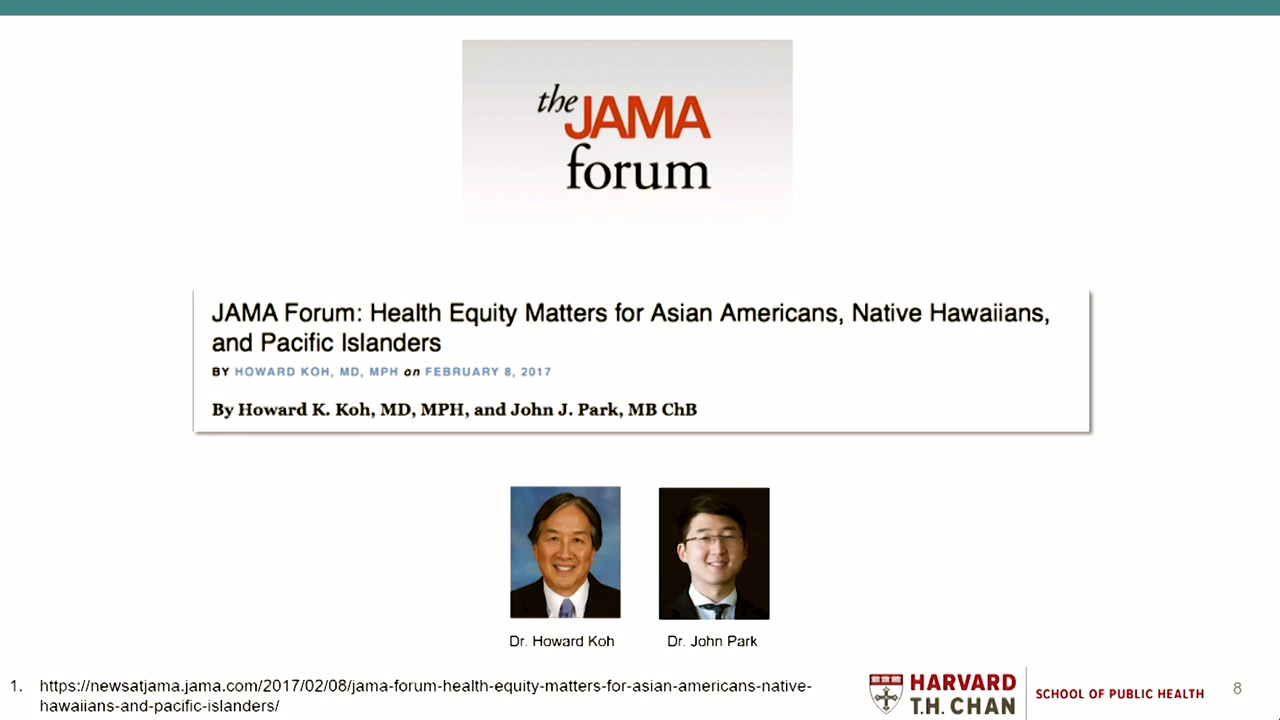 the JAMA
forum
JAMA Forum: Health Equity Matters for Asian Americans, Native Hawaiians,
and Pacific Islanders
BY HOWARD KOH, MD, MPH on FEBRUARY 8, 2017
By Howard K. Koh, MD, MPH, and John J. Park, MB ChB
Dr. Howard Koh
Dr. John Park
1. https://newsatjama.jama.com/2017/02/08/jama-forum-health-equity-matters-for-asian-americans-native-
hawaiians-and-pacific-islanders/
HARVARD
T.H. CHAN
SCHOOL OF PUBLIC HEALTH
8